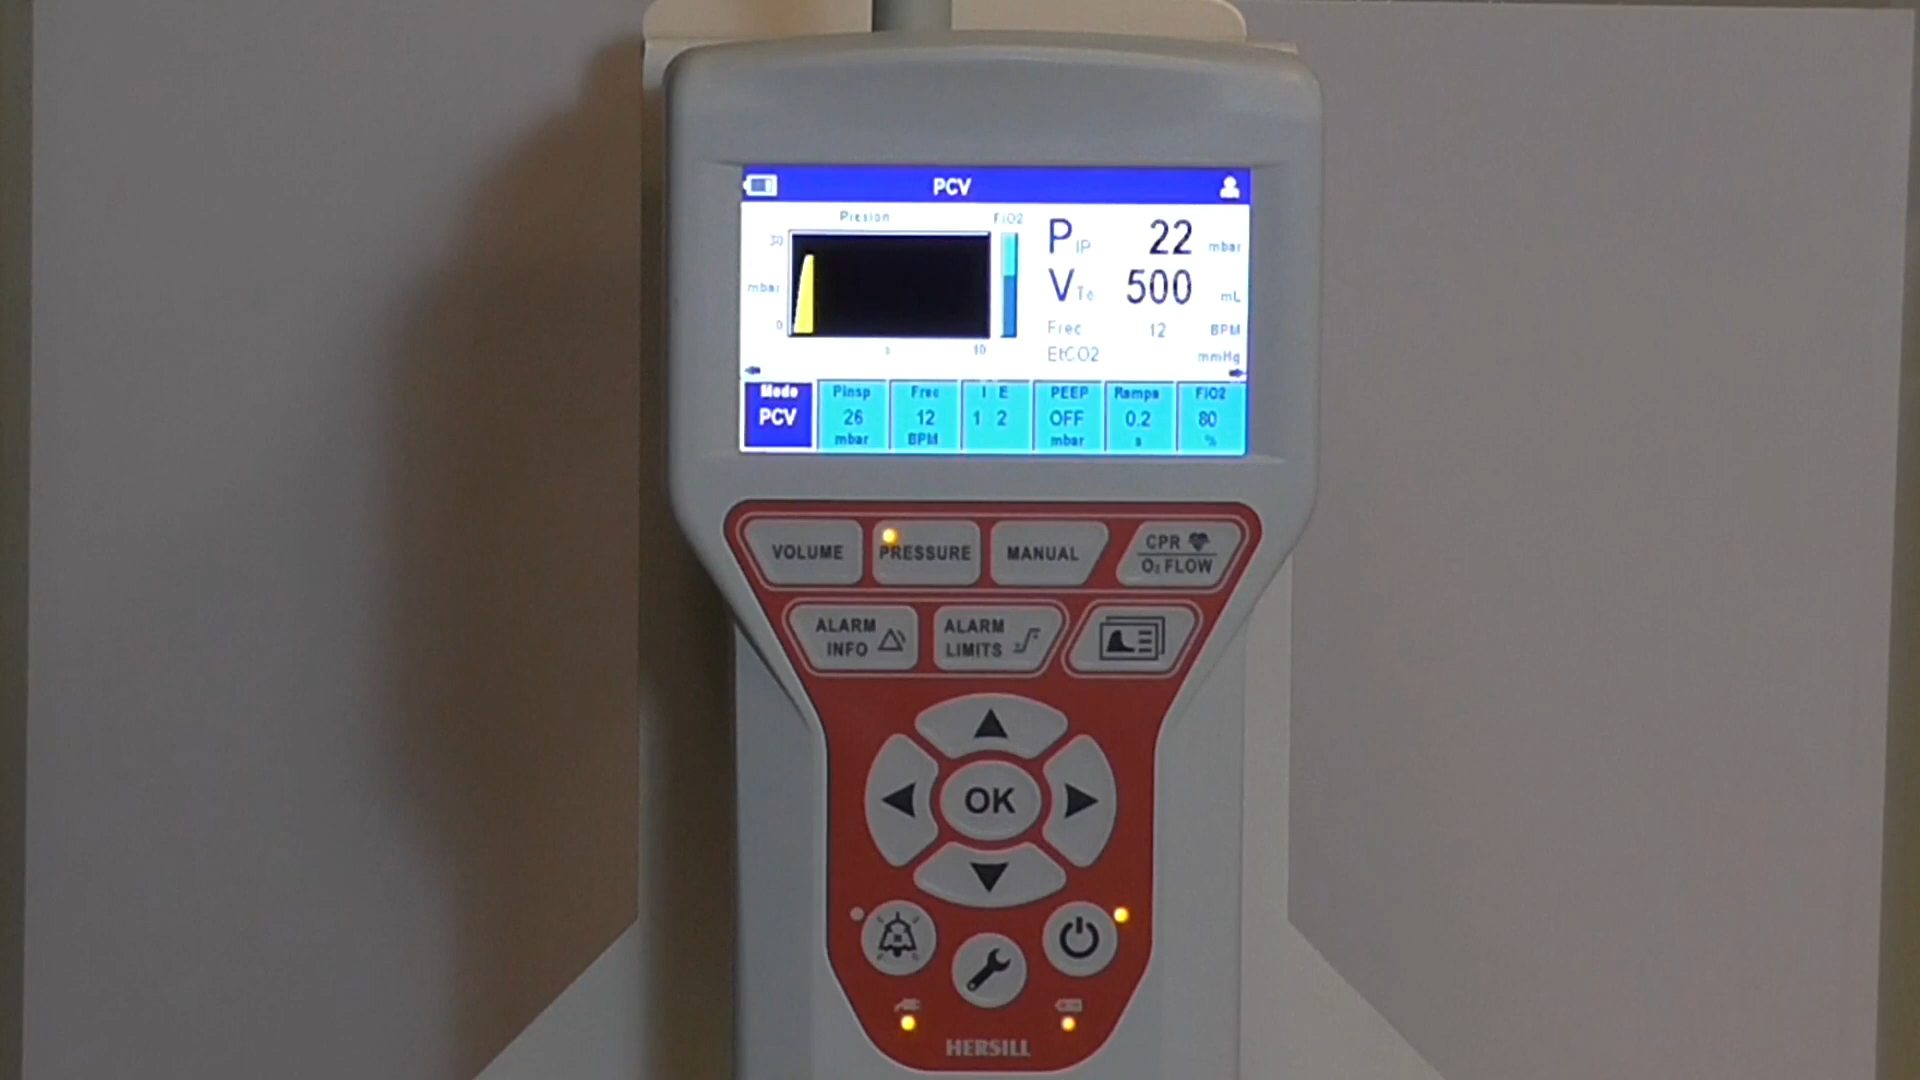 PCV
Presion
FiO2
30
mbar
0
s
10
PIP 22 mbar
VTe 500 mL
Frec 12 BPM
EtCO2 mmHg
Modo
PCV
Pinsp
26
mbar
Frec
12
BPM
I E
1 2
PEEP
OFF
mbar
Rampa
0.2
s
FiO2
80
%
VOLUME
PRESSURE
MANUAL
CPR
O2 FLOW
ALARM
INFO
ALARM
LIMITS
OK
HERSILL